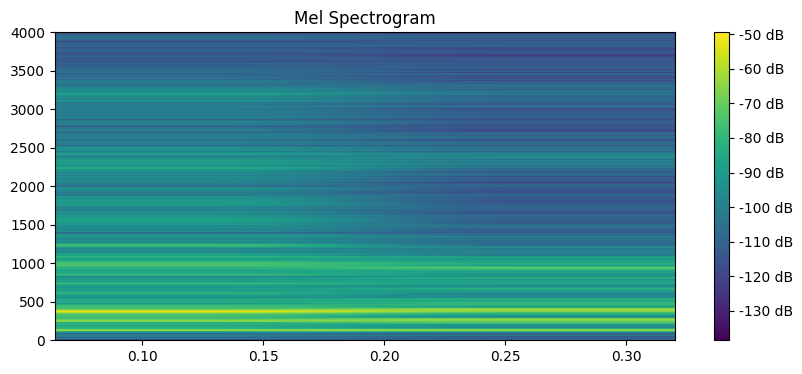 Mel Spectrogram
4000
3500
3000
2500
2000
1500
1000
500
0
0.10 0.15 0.20 0.25 0.30
-50 dB
-60 dB
-70 dB
-80 dB
-90 dB
-100 dB
-110 dB
-120 dB
-130 dB